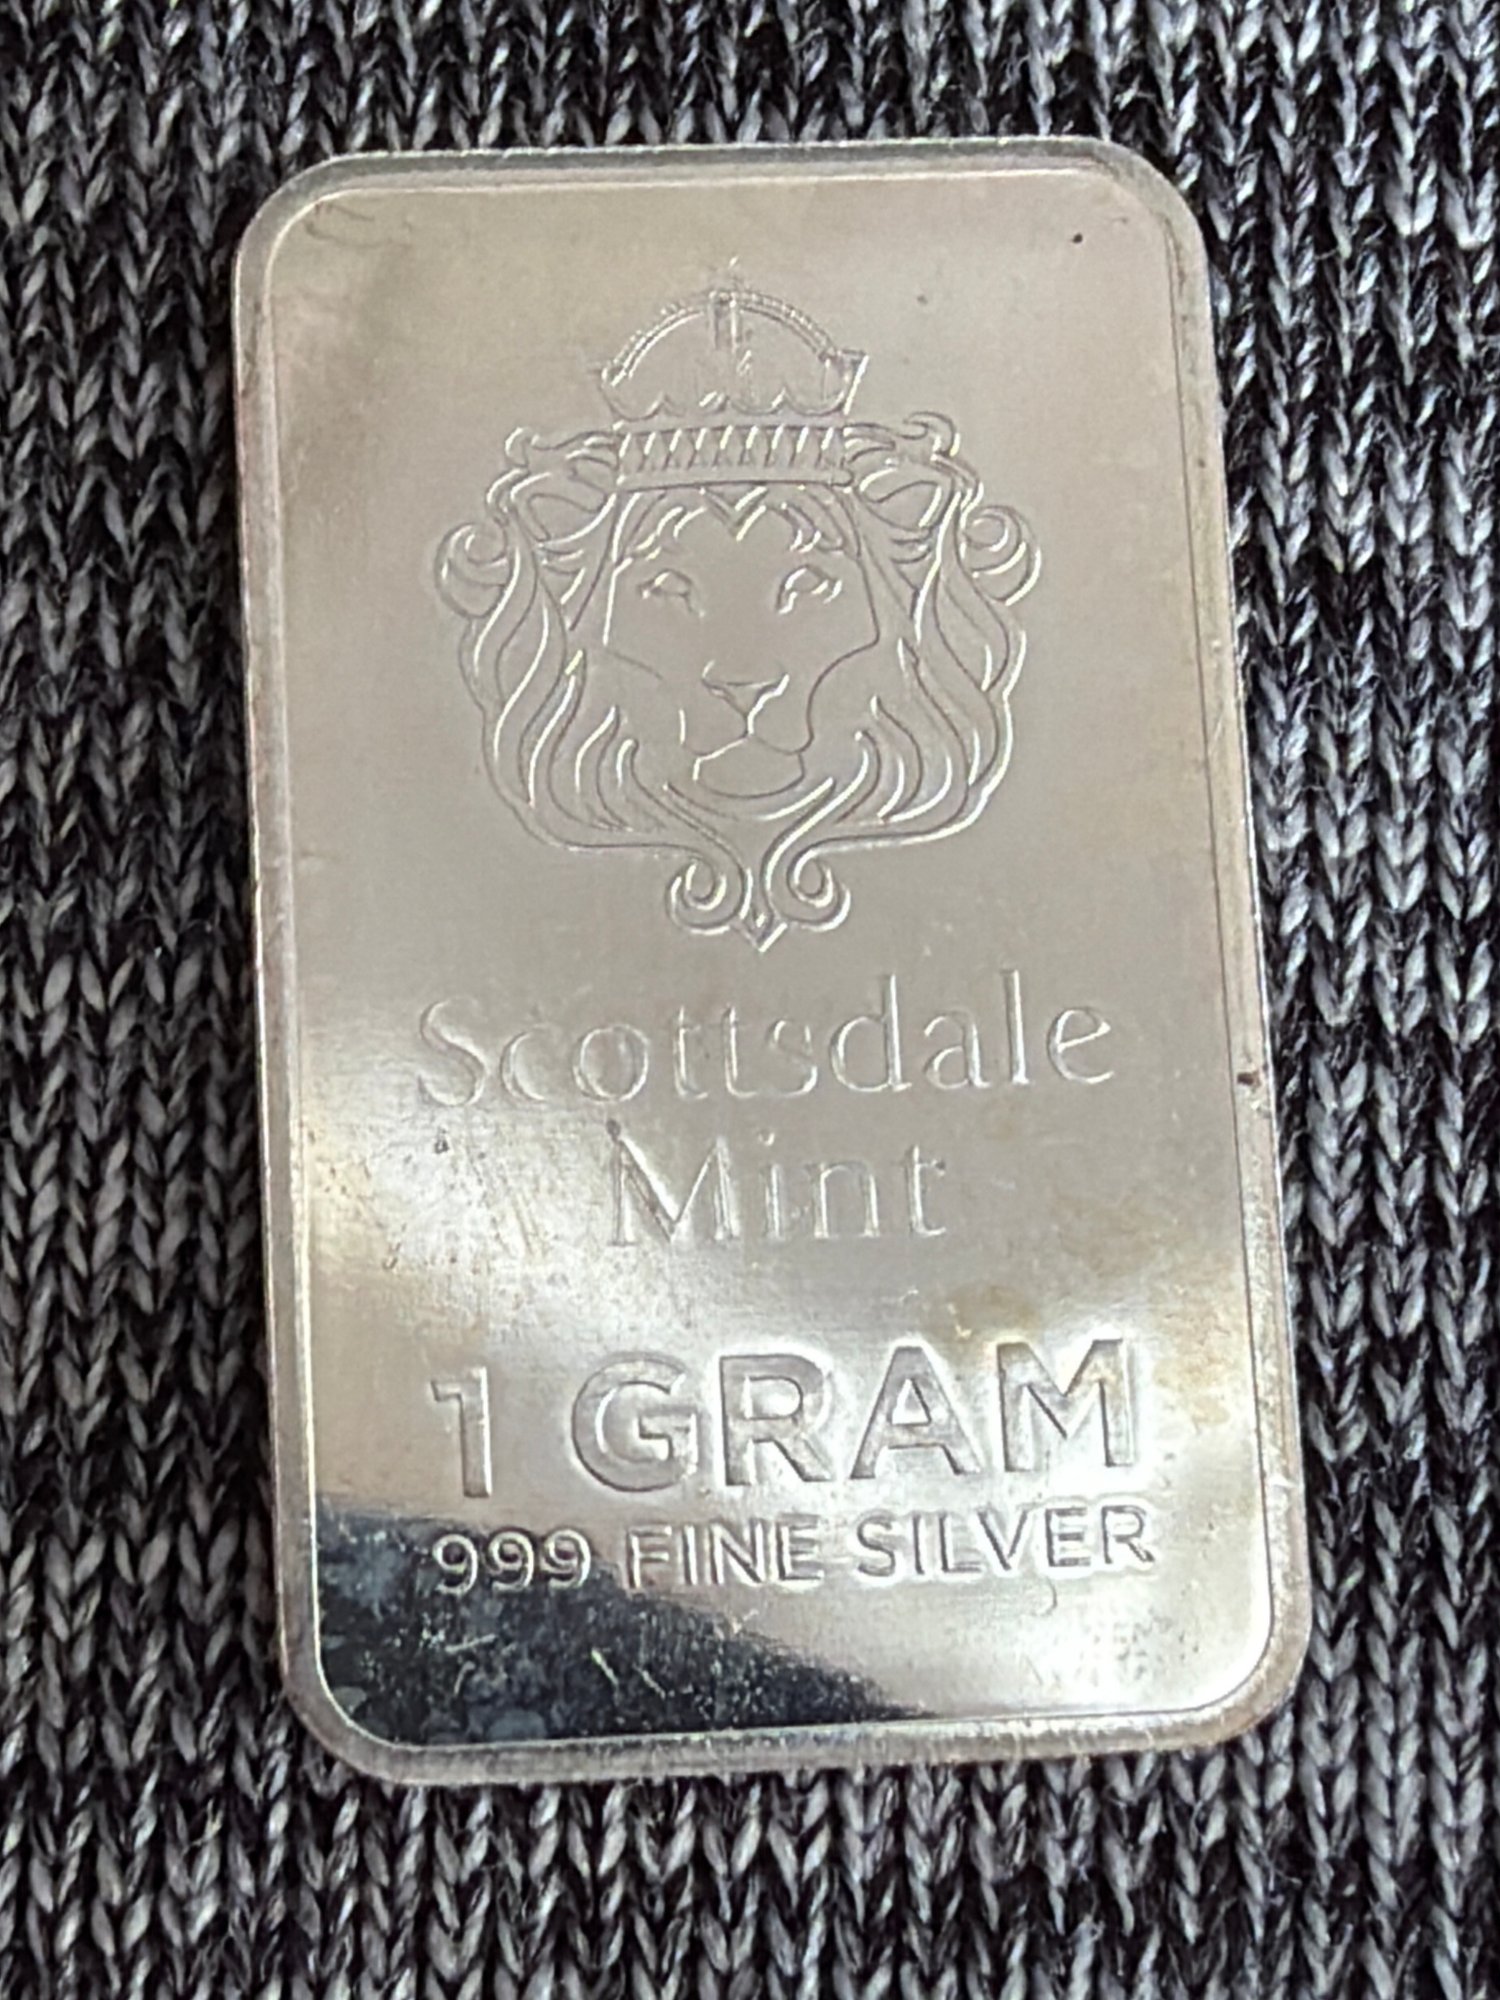 Scottsdale
Mint
1 GRAM
999 FINE SILVER